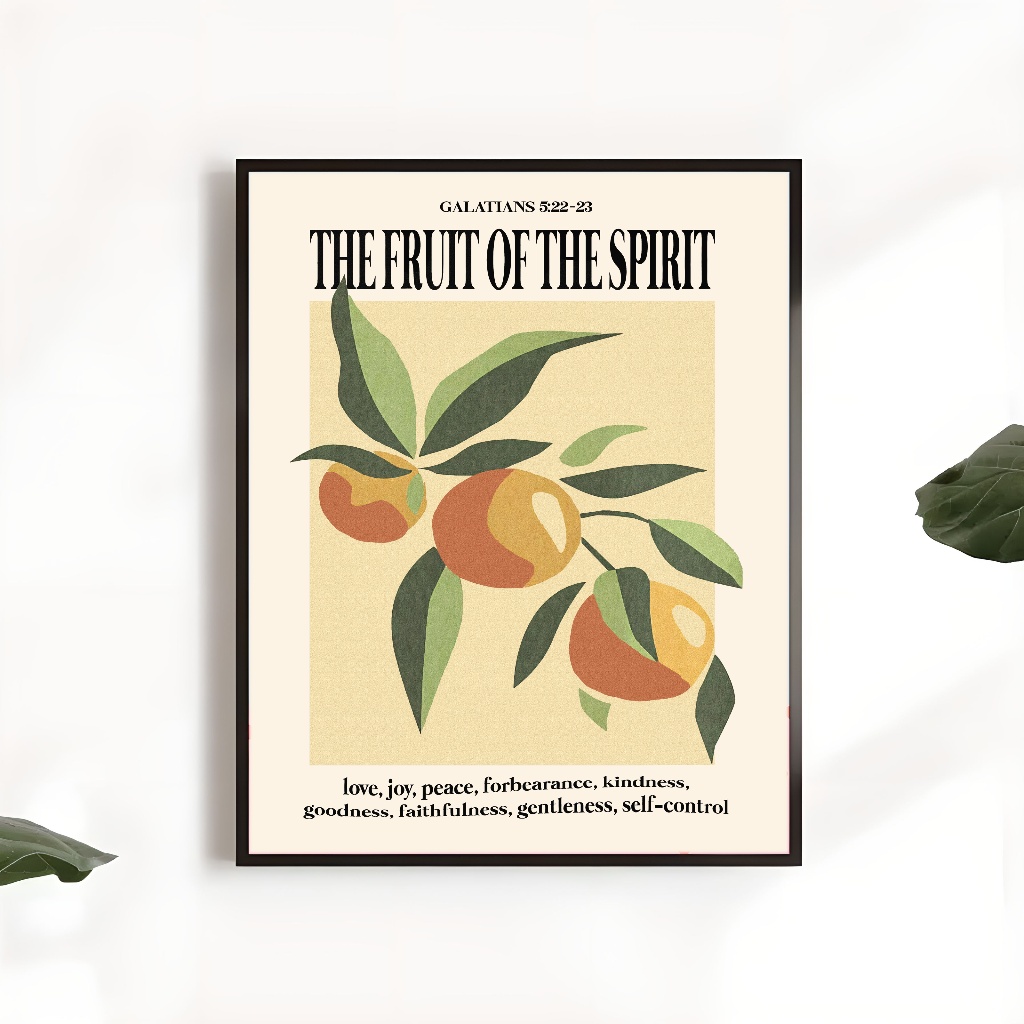 GALATIANS 5:22-23
THE FRUIT OF THE SPIRIT
love, joy, peace, forbearance, kindness,
goodness, faithfulness, gentleness, self-control